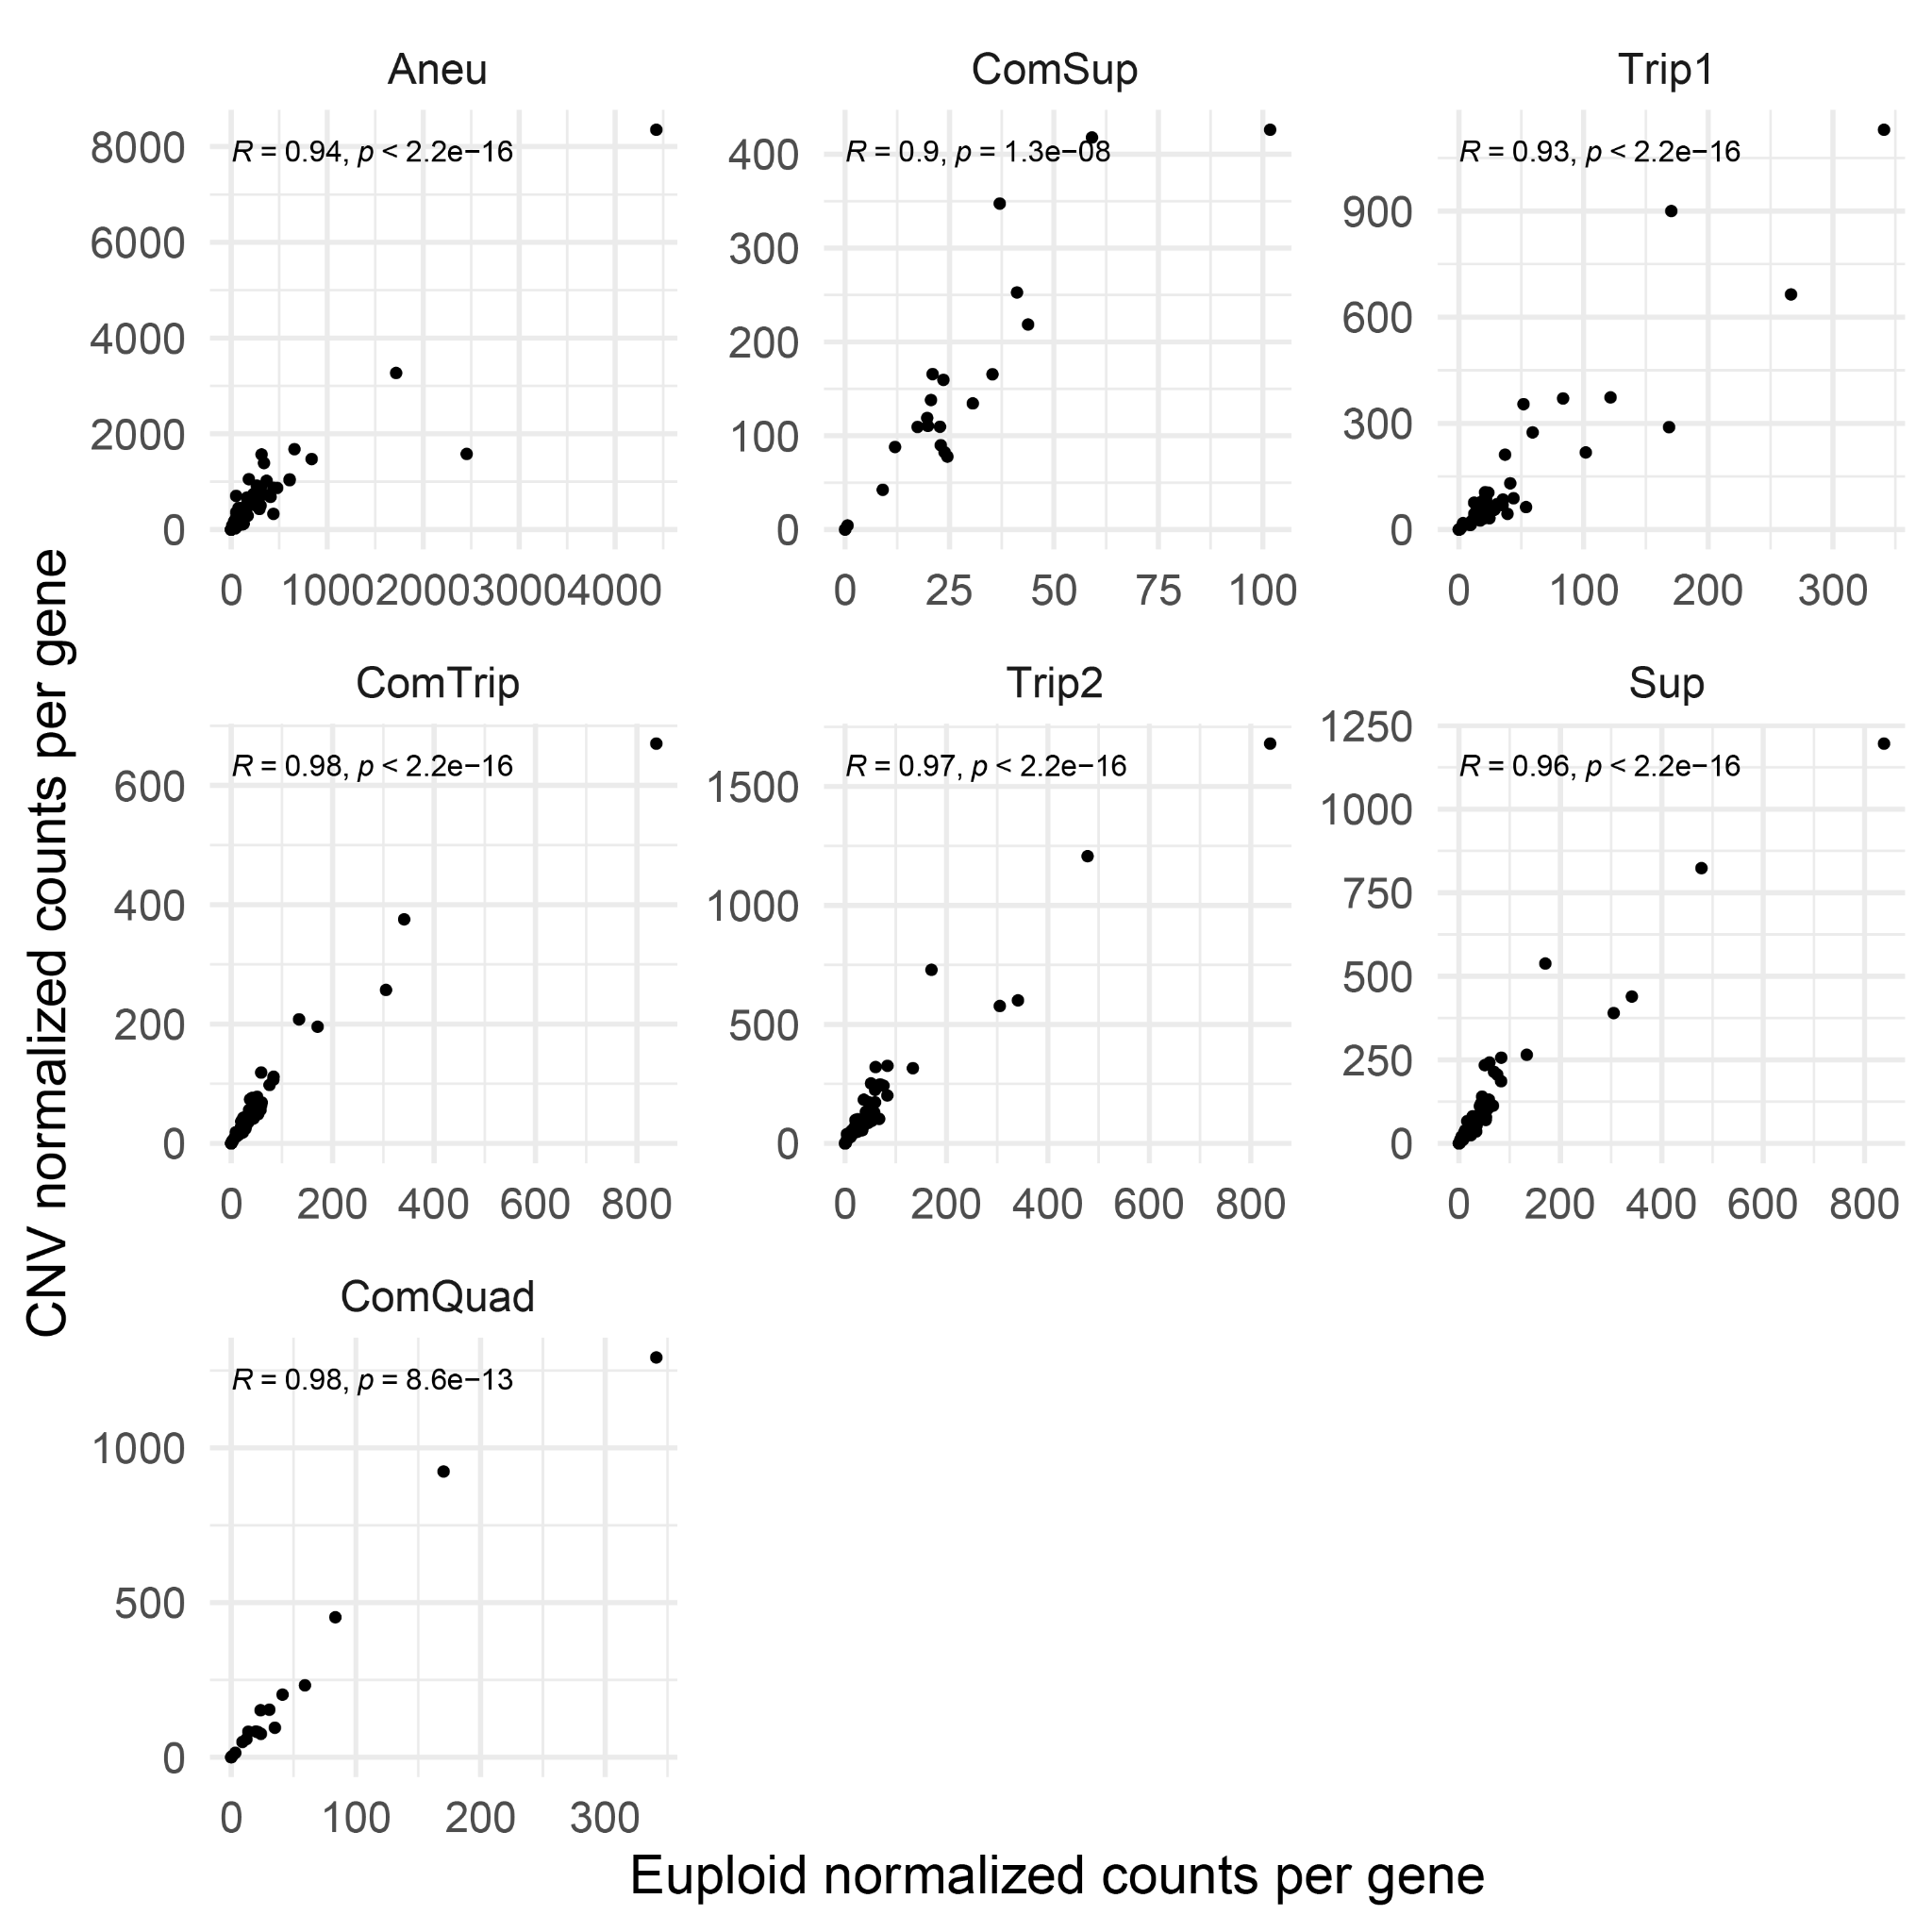 Aneu
R = 0.94, p < 2.2e−16
8000
6000
4000
2000
0
0 1000 2000 3000 4000
ComSup
R = 0.9, p = 1.3e−08
400
300
200
100
0
0 25 50 75 100
Trip1
R = 0.93, p < 2.2e−16
900
600
300
0
0 100 200 300
ComTrip
R = 0.98, p < 2.2e−16
600
400
200
0
0 200 400 600 800
Trip2
R = 0.97, p < 2.2e−16
1500
1000
500
0
0 200 400 600 800
Sup
R = 0.96, p < 2.2e−16
1250
1000
750
500
250
0
0 200 400 600 800
ComQuad
R = 0.98, p = 8.6e−13
1000
500
0
0 100 200 300
CNV normalized counts per gene
Euploid normalized counts per gene